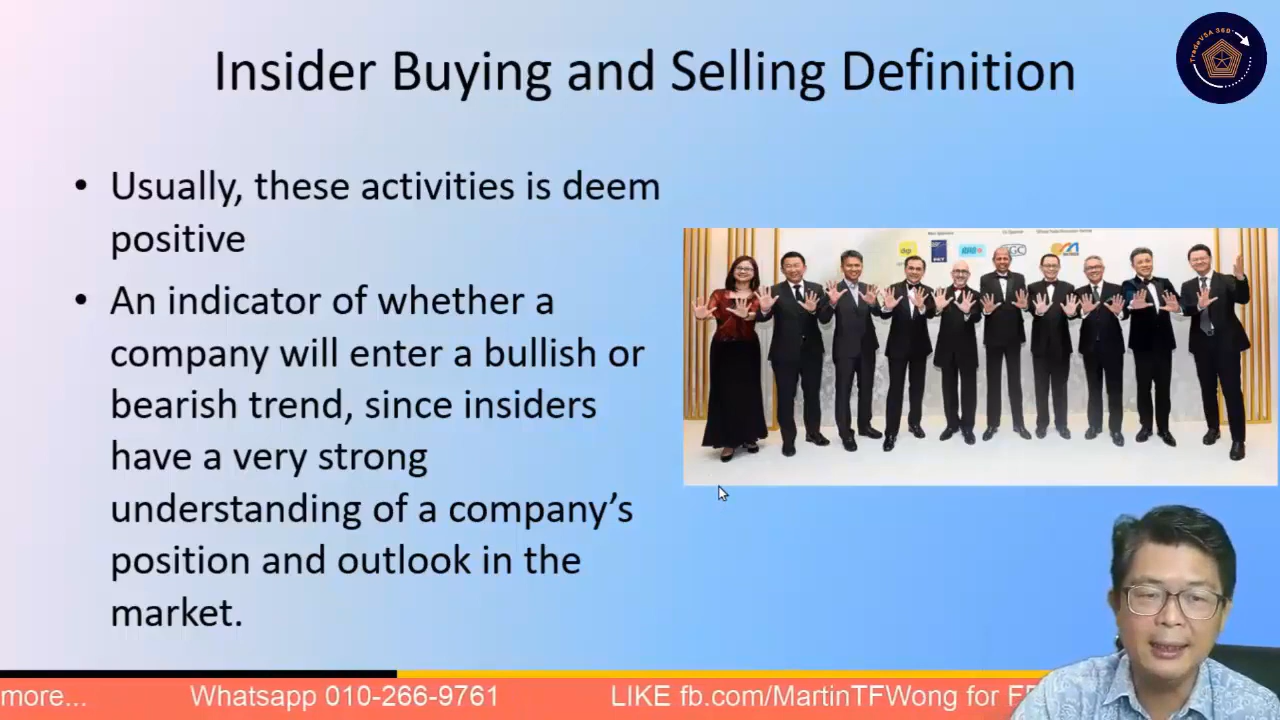 Insider Buying and Selling Definition
TradeVSA 360°
• Usually, these activities is deem
positive
• An indicator of whether a
company will enter a bullish or
bearish trend, since insiders
have a very strong
understanding of a company’s
position and outlook in the
market.
more... Whatsapp 010-266-9761 LIKE fb.com/MartinTFWong for